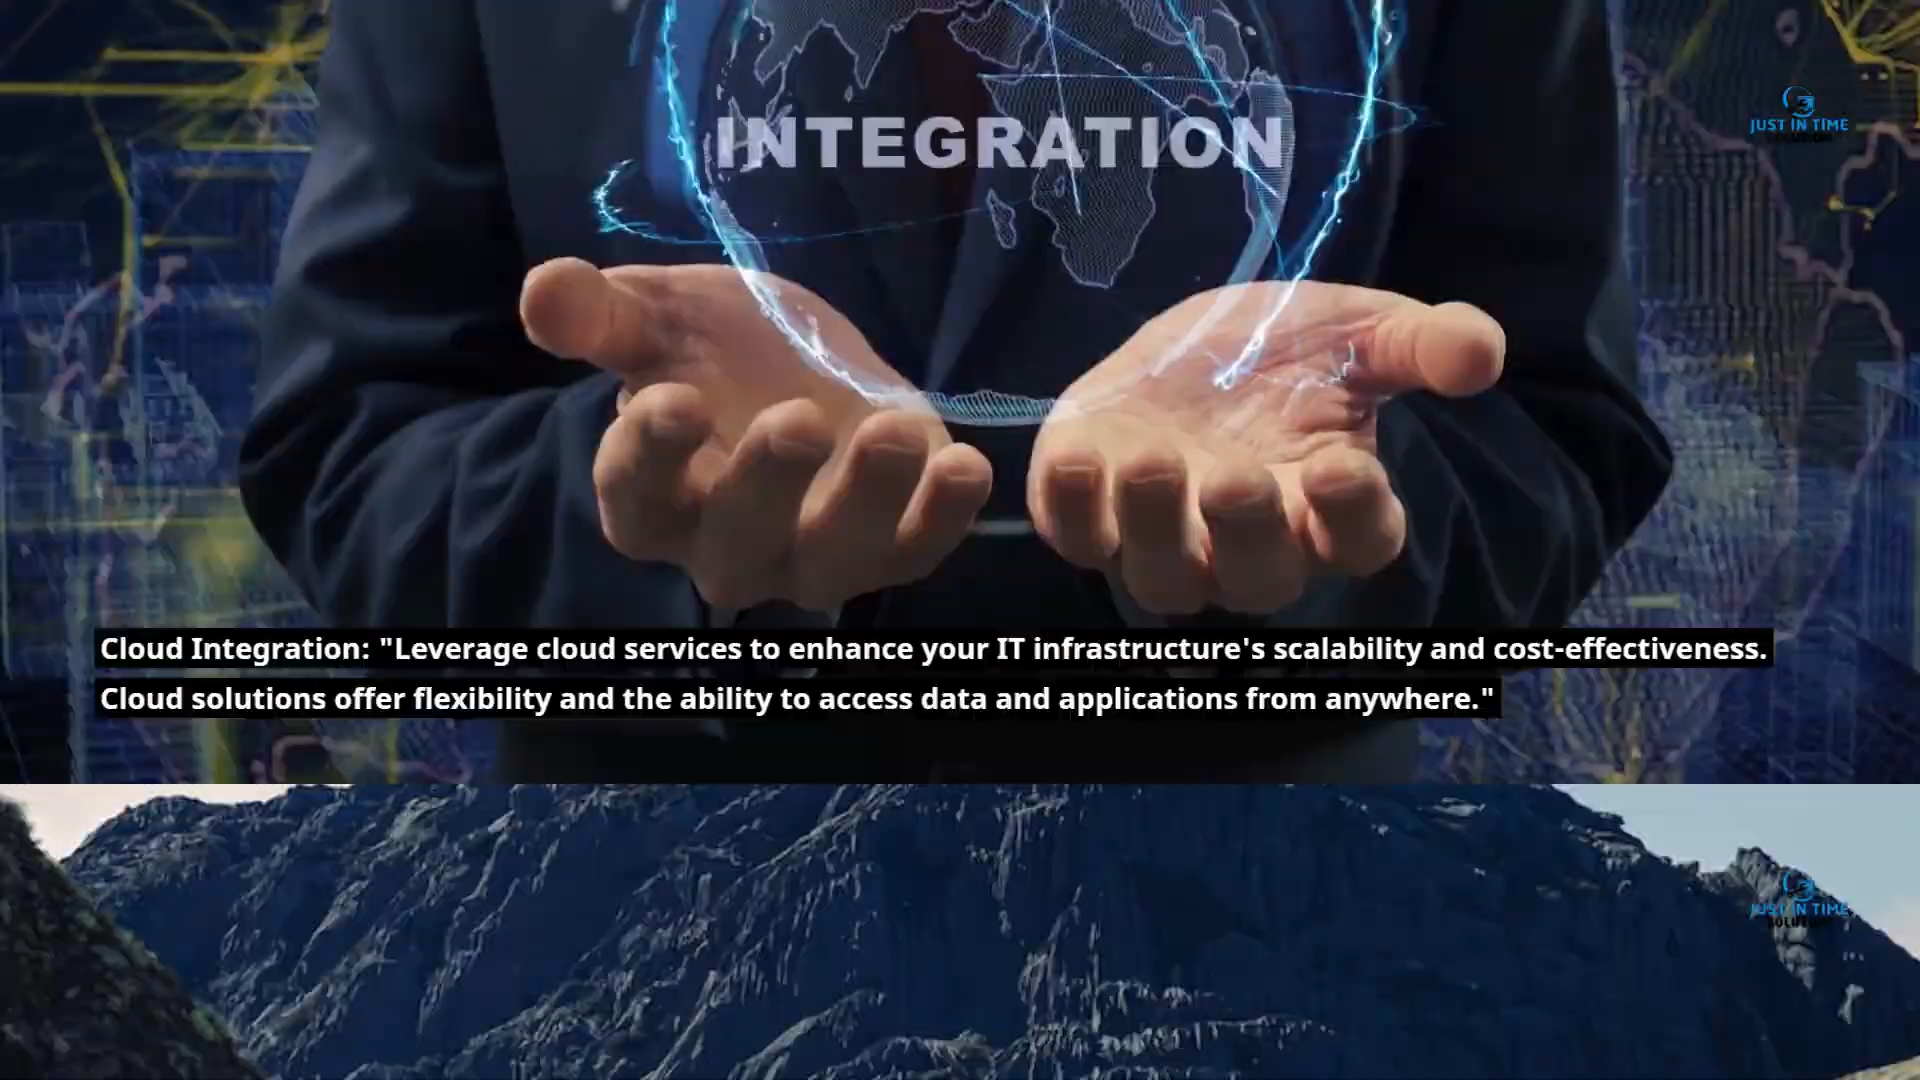 INTEGRATION
JUST IN TIME
Cloud Integration: "Leverage cloud services to enhance your IT infrastructure's scalability and cost-effectiveness.
Cloud solutions offer flexibility and the ability to access data and applications from anywhere."
JUST IN TIME